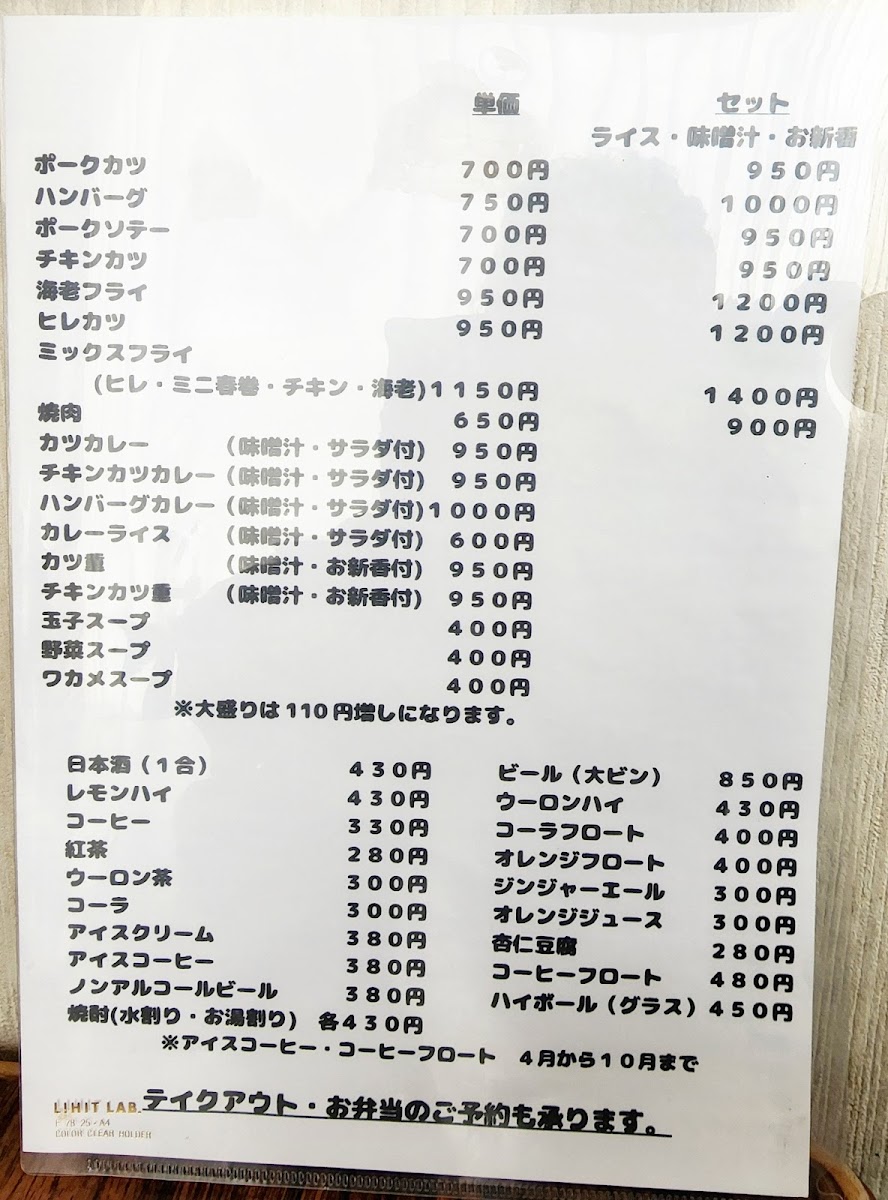 単価 セット
ライス・味噌汁・お新香
ポークカツ 700円 950円
ハンバーグ 750円 1000円
ポークソテー 700円 950円
チキンカツ 700円 950円
海老フライ 950円 1200円
ヒレカツ 950円 1200円
ミックスフライ
(ヒレ・ミニ春巻・チキン・海老)1150円 1400円
焼肉 650円 900円
カツカレー (味噌汁・サラダ付) 950円
チキンカツカレー(味噌汁・サラダ付) 950円
ハンバーグカレー(味噌汁・サラダ付)1000円
カレーライス (味噌汁・サラダ付) 600円
カツ重 (味噌汁・お新香付) 950円
チキンカツ重 (味噌汁・お新香付) 950円
玉子スープ 400円
野菜スープ 400円
ワカメスープ 400円
※大盛りは110円増しになります。
日本酒(1合) 430円
レモンハイ 430円
コーヒー 330円
紅茶 280円
ウーロン茶 300円
コーラ 300円
アイスクリーム 380円
アイスコーヒー 380円
ノンアルコールビール 380円
焼酎(水割り・お湯割り) 各430円
ビール(大ビン) 850円
ウーロンハイ 430円
コーラフロート 400円
オレンジフロート 400円
ジンジャーエール 300円
オレンジジュース 300円
杏仁豆腐 280円
コーヒーフロート 480円
ハイボール(グラス)450円
※アイスコーヒー・コーヒーフロート 4月から10月まで
テイクアウト・お弁当のご予約も承ります。
LIHIT LAB.
COLOR CLEAR HOLDER